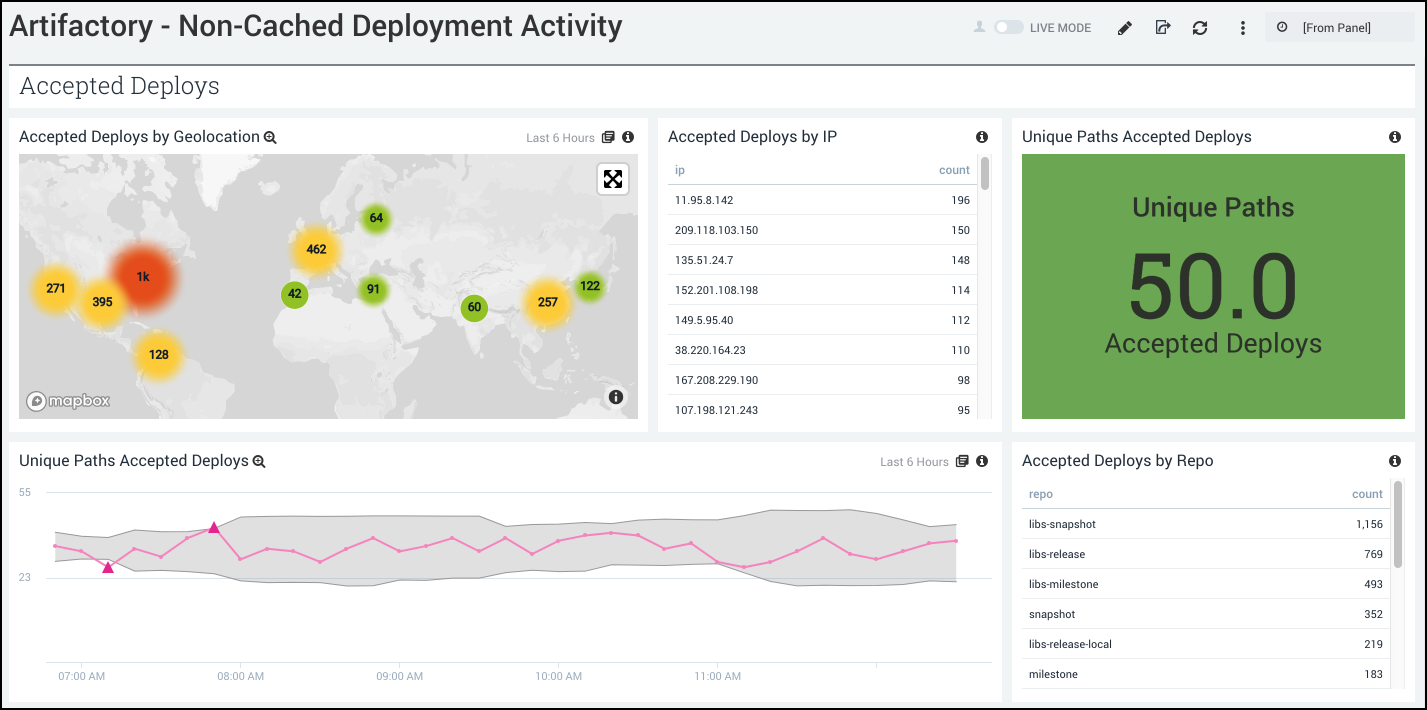 Artifactory - Non-Cached Deployment Activity
LIVE MODE
[From Panel]
Accepted Deploys
Accepted Deploys by Geolocation
Last 6 Hours
64
462
1k
271
395
42
91
60
257
122
128
mapbox
Accepted Deploys by IP
ip count
11.95.8.142 196
209.118.103.150 150
135.51.24.7 148
152.201.108.198 114
149.5.95.40 112
38.220.164.23 110
167.208.229.190 98
107.198.121.243 95
Unique Paths Accepted Deploys
Unique Paths
50.0
Accepted Deploys
Unique Paths Accepted Deploys
Last 6 Hours
55
23
07:00 AM 08:00 AM 09:00 AM 10:00 AM 11:00 AM
Accepted Deploys by Repo
repo count
libs-snapshot 1,156
libs-release 769
libs-milestone 493
snapshot 352
libs-release-local 219
milestone 183